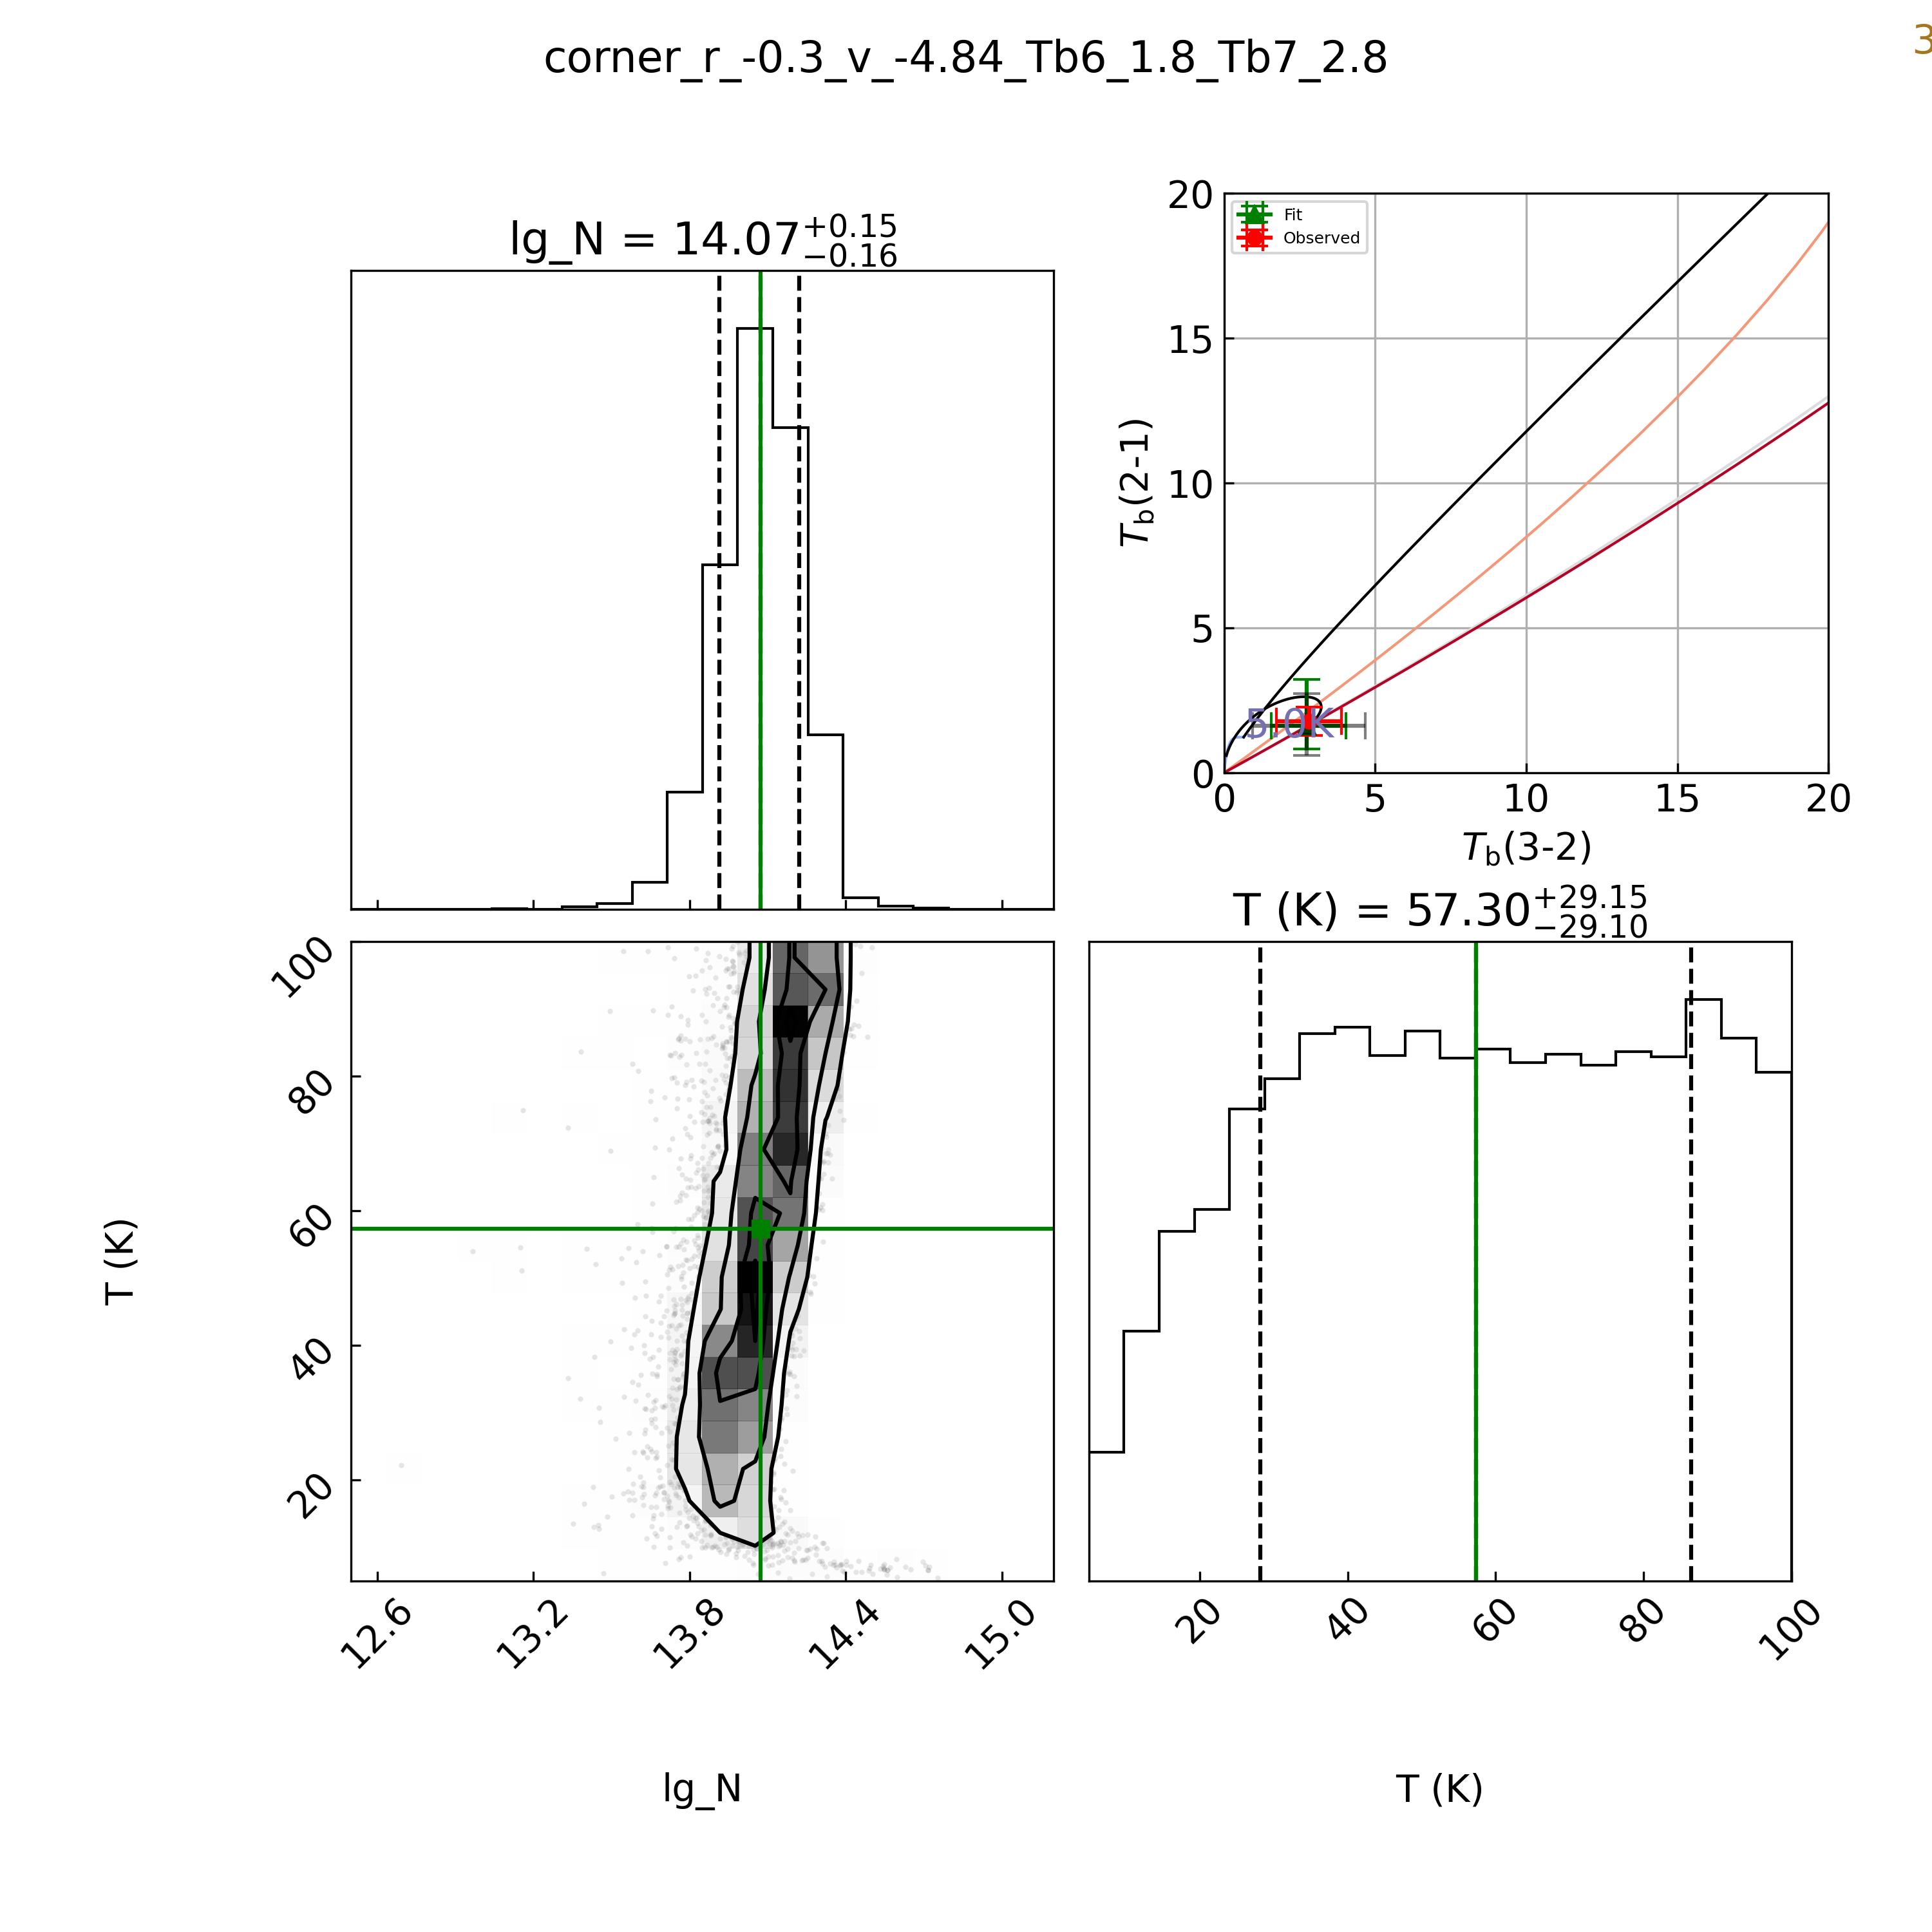 3
corner_r_-0.3_v_-4.84_Tb6_1.8_Tb7_2.8
lg_N = 14.07+0.15−0.16
20
15
10
5
0
Tb(2-1)
Fit
Observed
5.0K
0 5 10 15 20
Tb(3-2)
T (K) = 57.30+29.15−29.10
100
80
60
40
20
T (K)
12.6 13.2 13.8 14.4 15.0
20 40 60 80 100
lg_N
T (K)